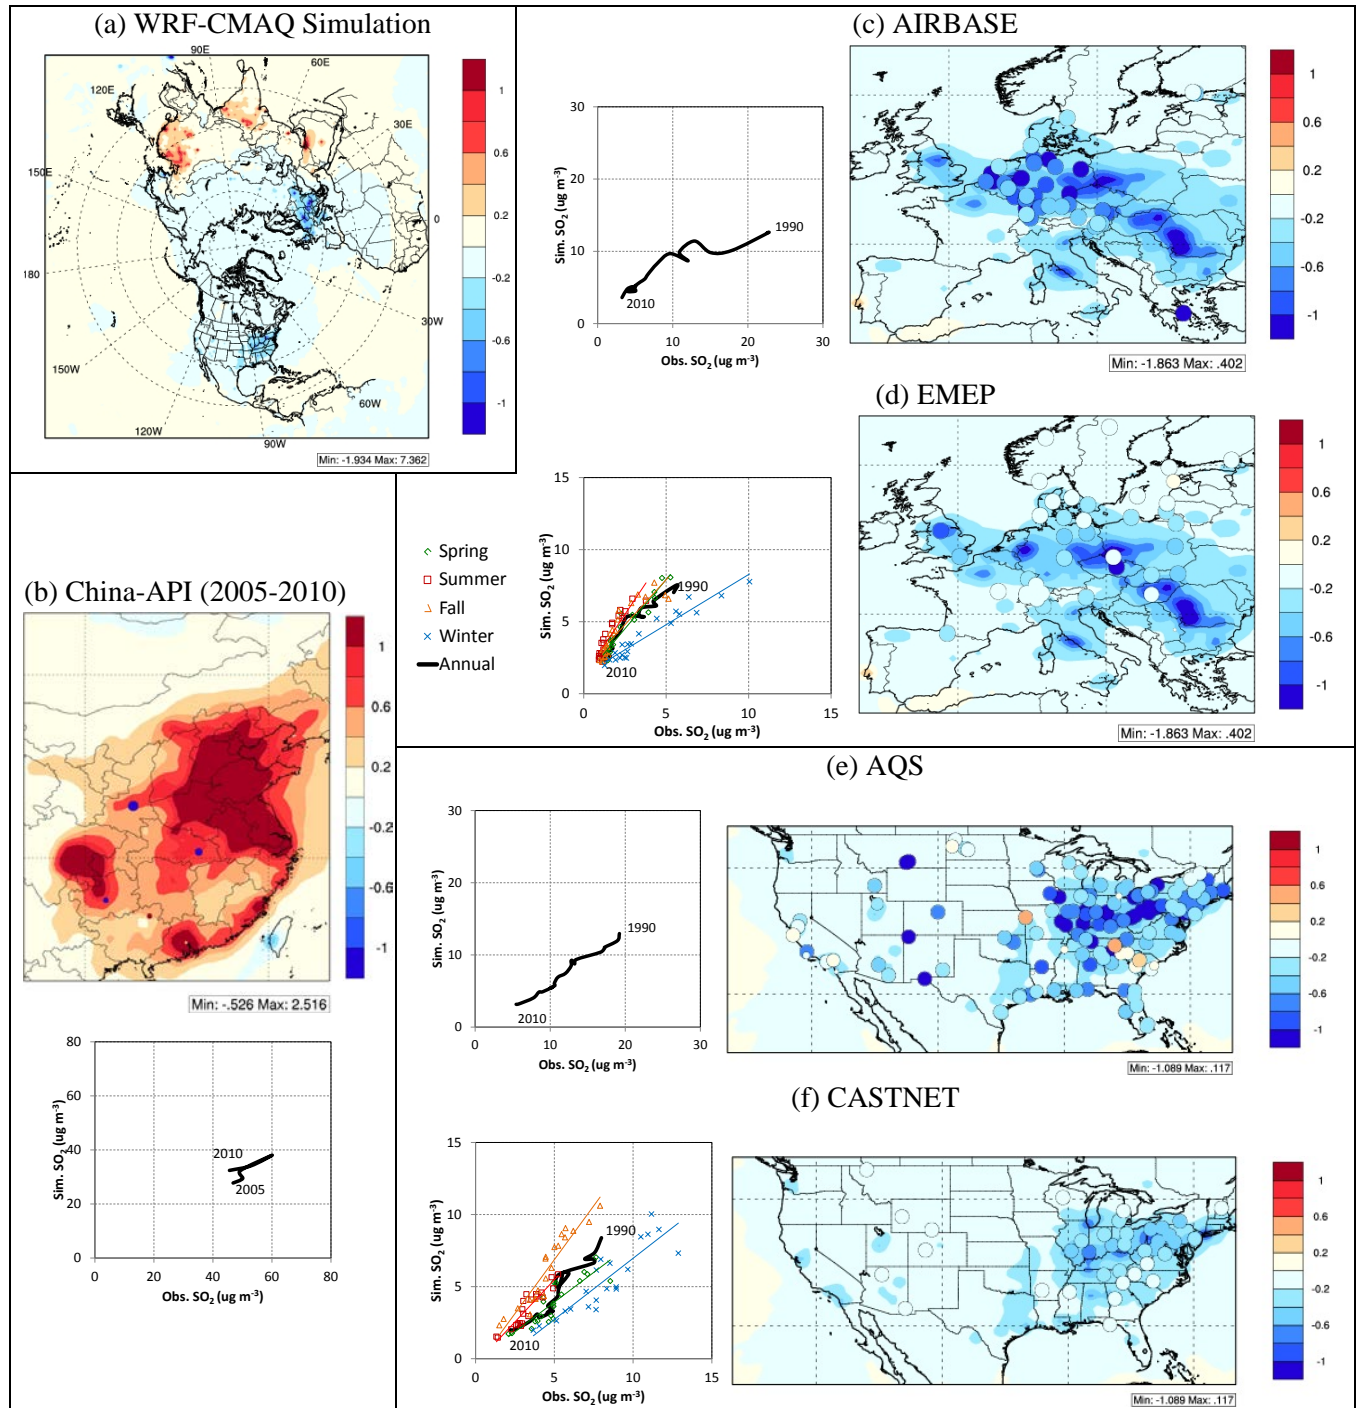 (a) WRF-CMAQ Simulation
90E
60E
120E
30E
150E
0
180
30W
150W
60W
120W
90W
1
0.6
0.2
-0.2
-0.6
-1
Min: -1.934 Max: 7.362
(b) China-API (2005-2010)
1
0.6
0.2
-0.2
-0.6
-1
Min: -.526 Max: 2.516
80
60
40
20
0
Sim. SO2 (ug m-3)
2010
2005
0 20 40 60 80
Obs. SO2 (ug m-3)
(c) AIRBASE
30
20
10
0
Sim. SO2 (ug m-3)
1990
2010
0 10 20 30
Obs. SO2 (ug m-3)
1
0.6
0.2
-0.2
-0.6
-1
Min: -1.863 Max: .402
(d) EMEP
Spring
Summer
Fall
Winter
Annual
15
10
5
0
Sim. SO2 (ug m-3)
1990
2010
0 5 10 15
Obs. SO2 (ug m-3)
1
0.6
0.2
-0.2
-0.6
-1
Min: -1.863 Max: .402
(e) AQS
30
20
10
0
Sim. SO2 (ug m-3)
1990
2010
0 10 20 30
Obs. SO2 (ug m-3)
1
0.6
0.2
-0.2
-0.6
-1
Min: -1.089 Max: .117
(f) CASTNET
15
10
5
0
Sim. SO2 (ug m-3)
1990
2010
0 5 10 15
Obs. SO2 (ug m-3)
1
0.6
0.2
-0.2
-0.6
-1
Min: -1.089 Max: .117